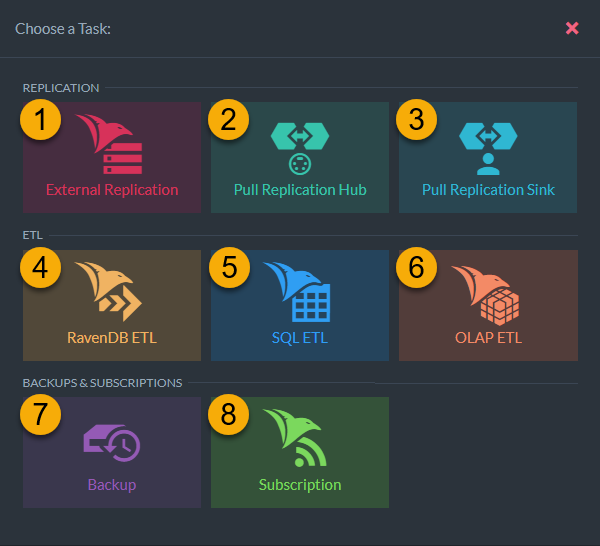 Choose a Task:
REPLICATION
1
External Replication
2
Pull Replication Hub
3
Pull Replication Sink
ETL
4
RavenDB ETL
5
SQL ETL
6
OLAP ETL
BACKUPS & SUBSCRIPTIONS
7
Backup
8
Subscription